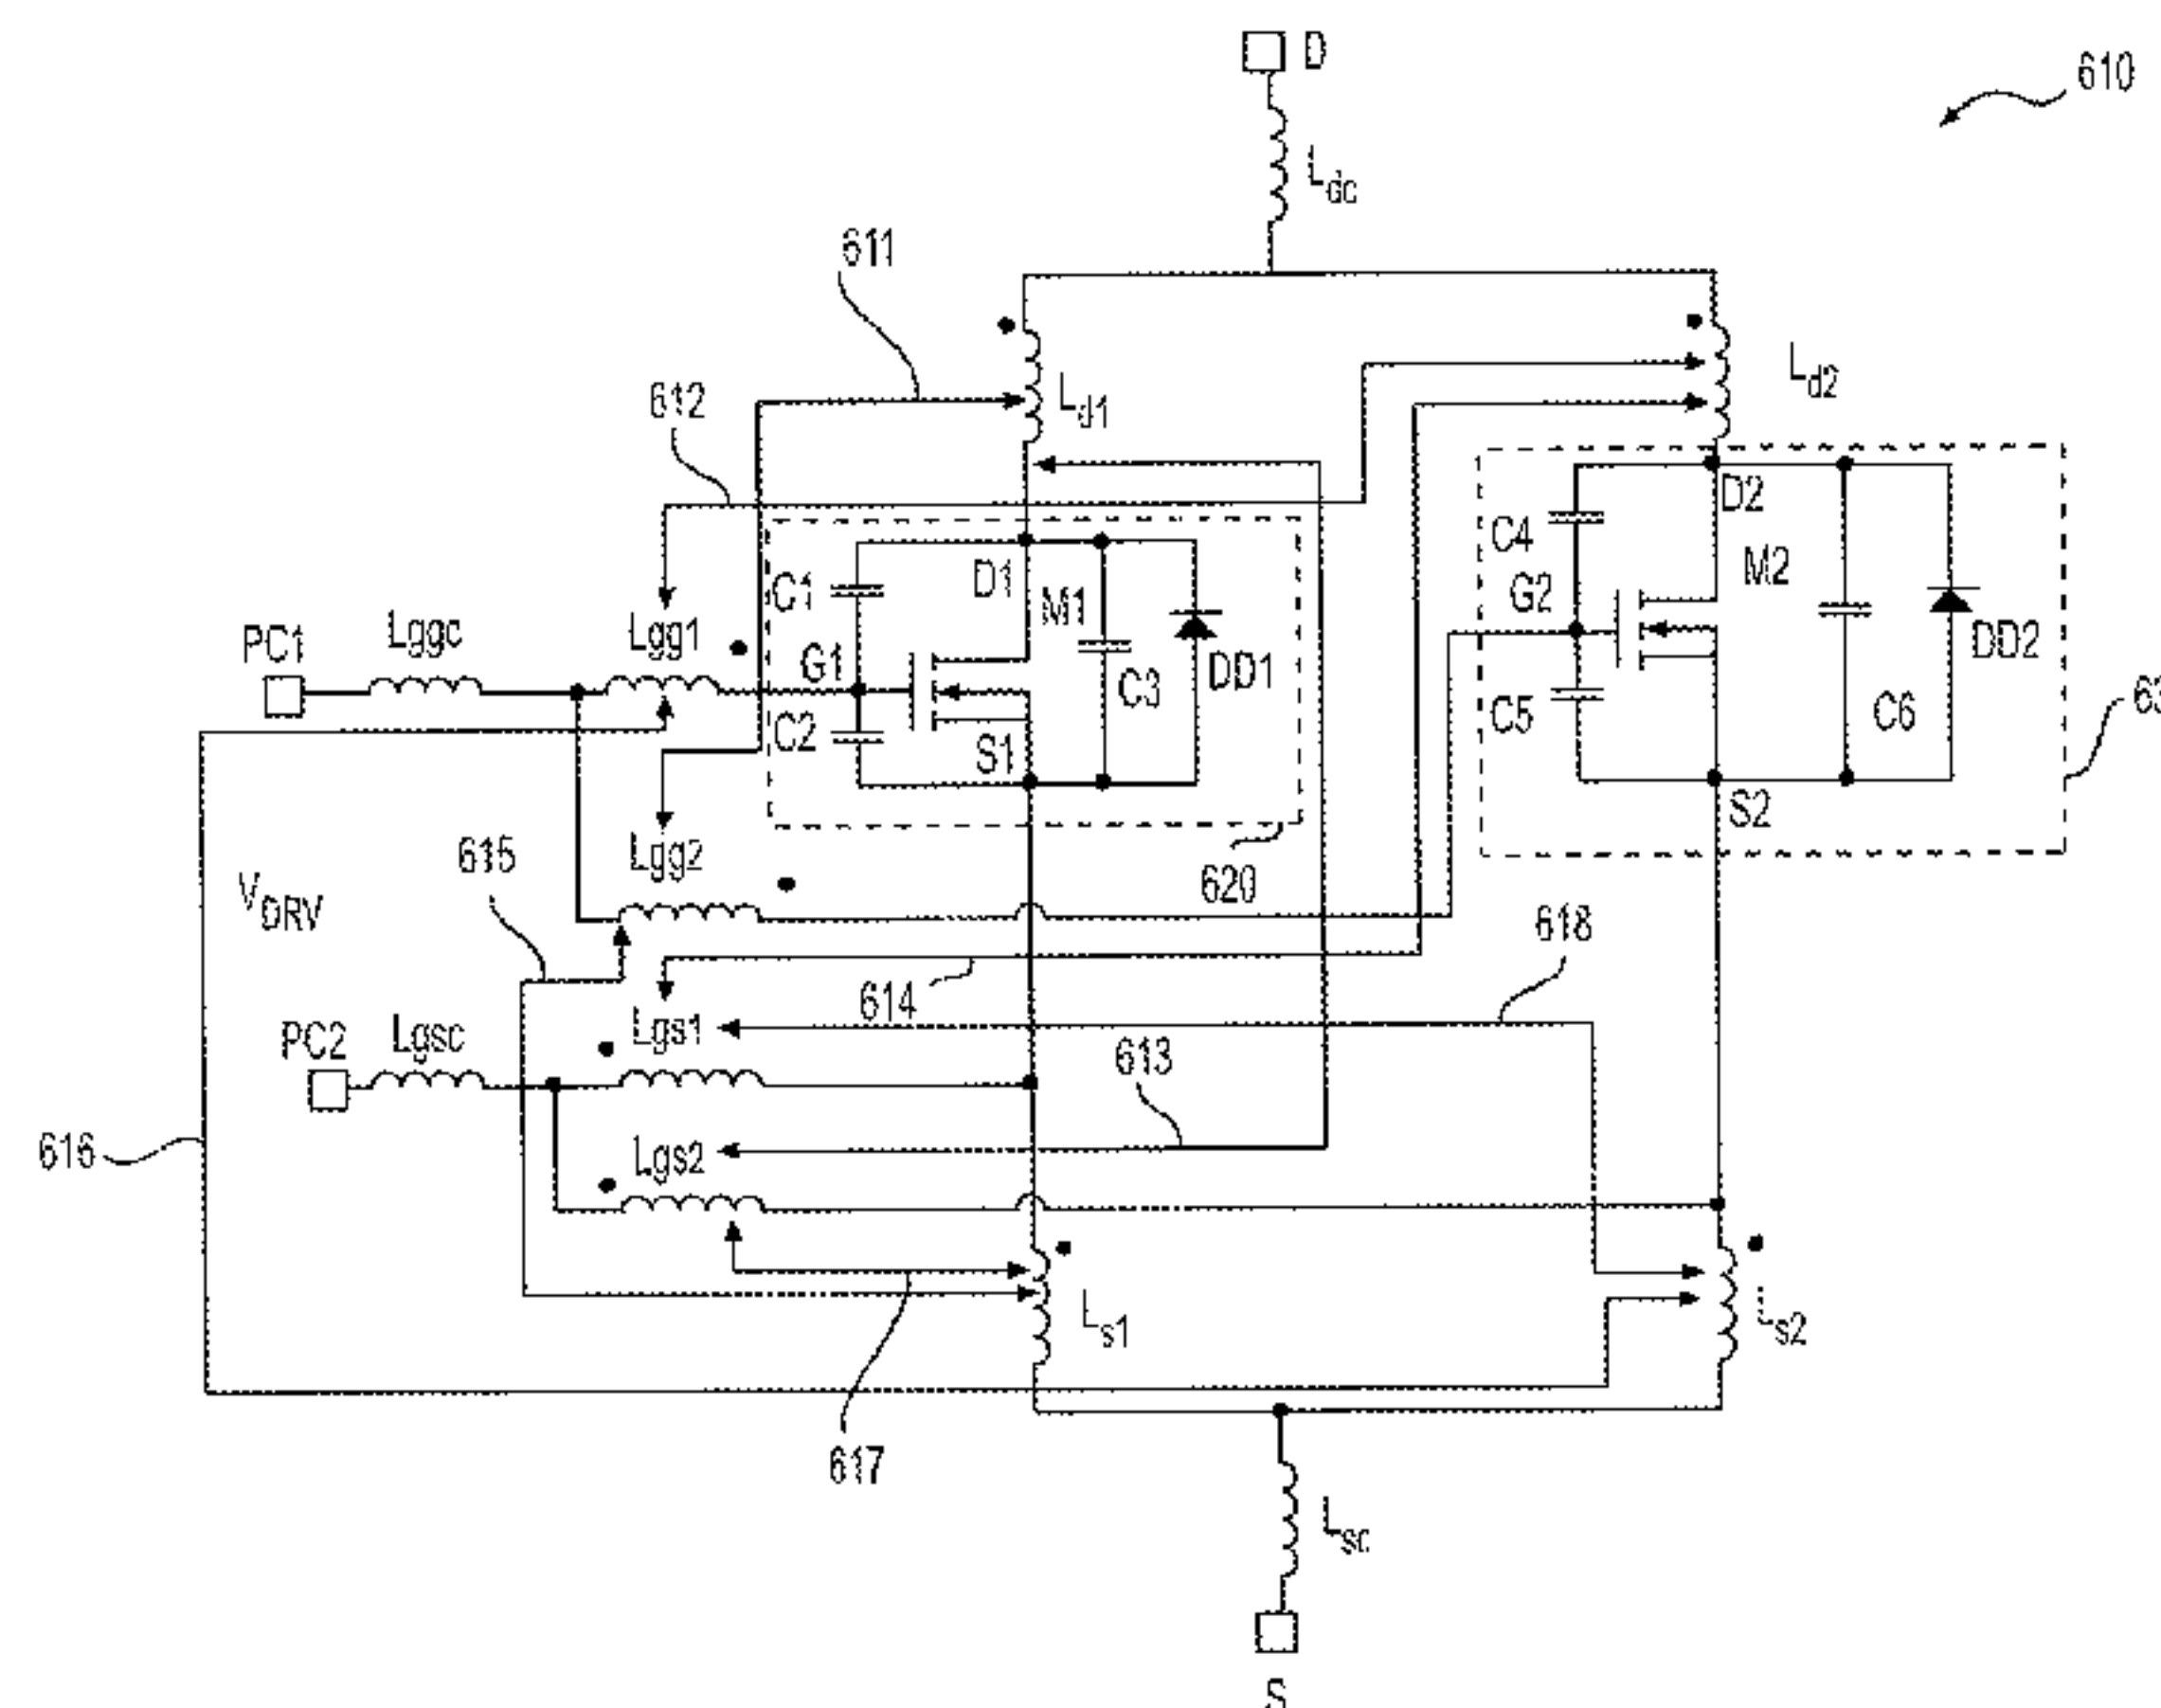 D
610
Ldc
611
612
Ld1
Ld2
D2
C4
M2
G2
C1
D1
M1
PC1
Lggc
Lgg1
G1
C3
DD1
DD2
C2
S1
C5
C6
S2
615
Lgg2
620
VDRV
618
614
PC2
Lgsc
Lgs1
613
616
Lgs2
Ls1
Ls2
617
Lsc
S